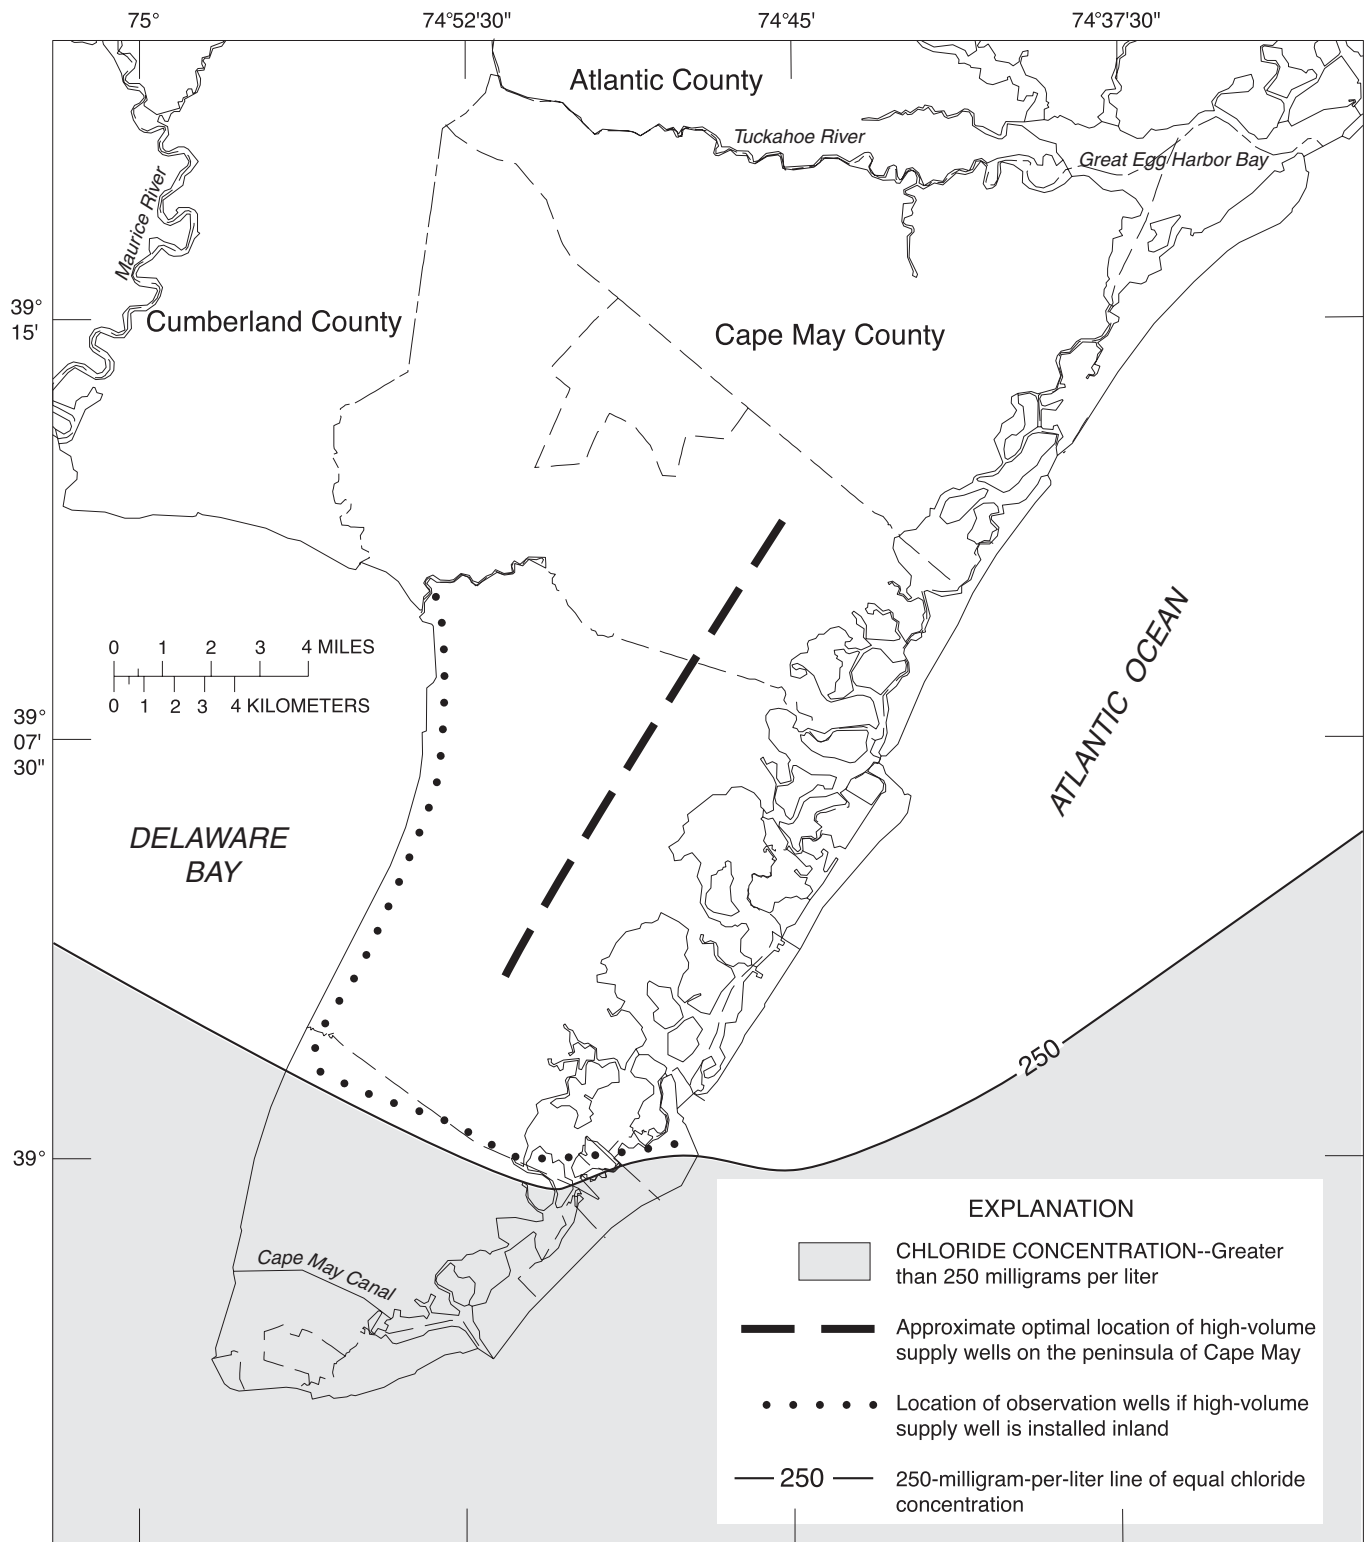 75°
74°52'30"
74°45'
74°37'30"
Atlantic County
Tuckahoe River
Great Egg Harbor Bay
Maurice River
39°
15'
Cumberland County
Cape May County
0 1 2 3 4 MILES
0 1 2 3 4 KILOMETERS
39°
07'
30"
ATLANTIC OCEAN
DELAWARE
BAY
250
39°
Cape May Canal
EXPLANATION
CHLORIDE CONCENTRATION--Greater
than 250 milligrams per liter
Approximate optimal location of high-volume
supply wells on the peninsula of Cape May
Location of observation wells if high-volume
supply well is installed inland
250
250-milligram-per-liter line of equal chloride
concentration